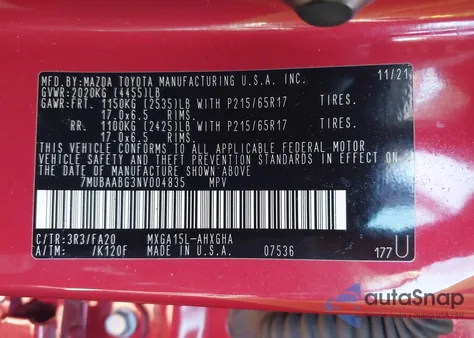 MFD.BY:MAZDA TOYOTA MANUFACTURING U.S.A. INC. 11/21
GVWR:2020KG (4455)LB
GAWR:FRT. 1150KG (2535)LB WITH P215/65R17 TIRES.
17.0x6.5 RIMS.
RR. 1100KG (2425)LB WITH P215/65R17 TIRES.
17.0x6.5 RIMS.
THIS VEHICLE CONFORMS TO ALL APPLICABLE FEDERAL MOTOR
VEHICLE SAFETY, BUMPER, AND THEFT PREVENTION
STANDARDS IN EFFECT ON
THE DATE OF MANUFACTURE SHOWN ABOVE.
7MUBAABG3NV004835 MPV
C/TR:3R3/FA20 MXGA15L-AHXGHA
A/TM: /K120F MADE IN U.S.A. 07536 177U
autoSnap